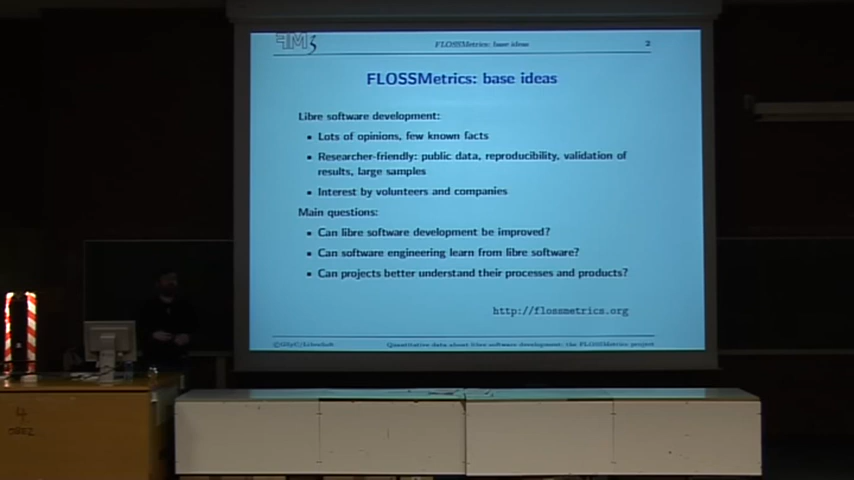 FM3
FLOSSMetrics: base ideas
2
FLOSSMetrics: base ideas
Libre software development:
Lots of opinions, few known facts
Researcher-friendly: public data, reproducibility, validation of
results, large samples
Interest by volunteers and companies
Main questions:
Can libre software development be improved?
Can software engineering learn from libre software?
Can projects better understand their processes and products?
http://flossmetrics.org
©GSyC/LibreSoft
Quantitative data about libre software development: the FLOSSMetrics project